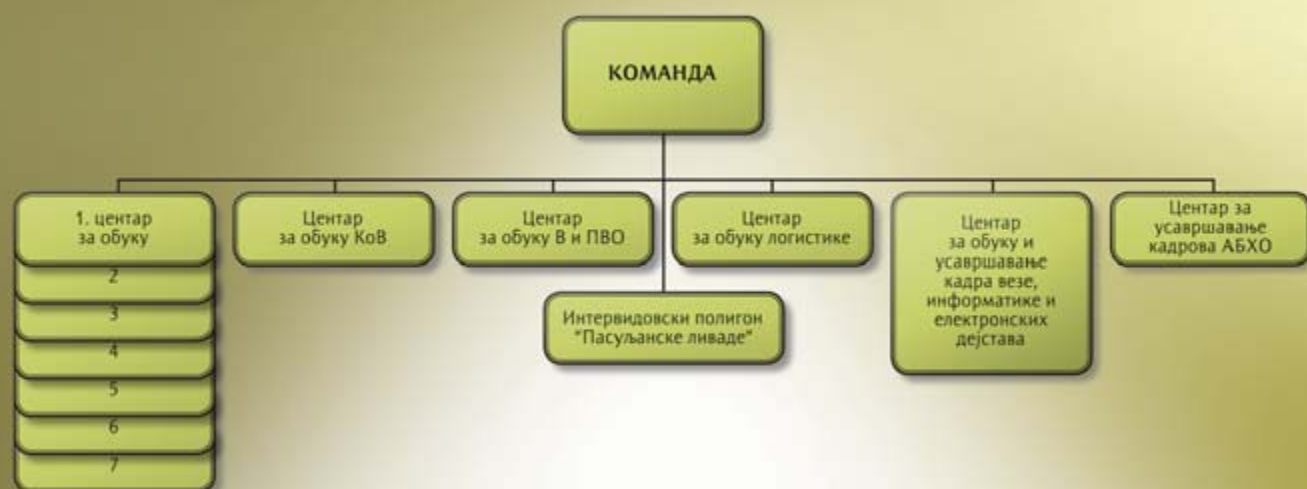 КОМАНДА
1. центар
за обуку
2
3
4
5
6
7
Центар
за обуку КоВ
Центар
за обуку В и ПВО
Центар
за обуку логистике
Центар
за обуку и
усавршавање
кадра везе,
информатике и
електронских
дејстава
Центар за
усавршавање
кадрова АБХО
Интервидовски полигон
"Пасуљанске ливаде"